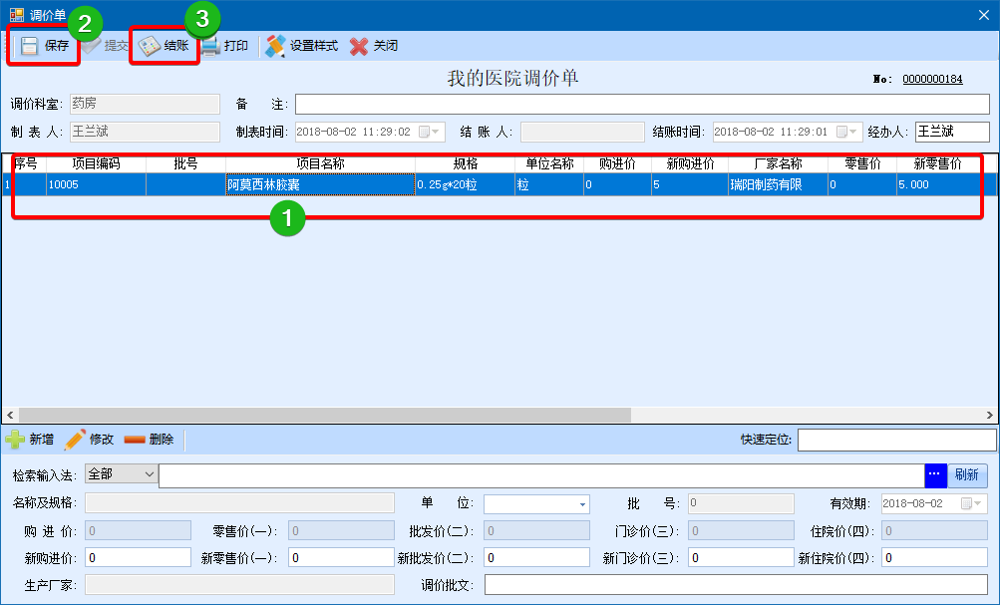 调价单
2 3
保存 提交 结账 打印 设置样式 关闭
我的医院调价单 No: 0000000184
调价科室: 药房 备 注:
制 表 人: 王兰斌 制表时间: 2018-08-02 11:29:02 结 账 人: 结账时间: 2018-08-02 11:29:01 经办人: 王兰斌
序号 项目编码 批号 项目名称 规格 单位名称 购进价 新购进价 厂家名称 零售价 新零售价
1 10005 阿莫西林胶囊 0.25g*20粒 粒 0 5 瑞阳制药有限 0 5.000
1
新增 修改 删除 快速定位:
检索输入法: 全部 ... 刷新
名称及规格: 单 位: 批 号: 0 有效期: 2018-08-02
购 进 价: 0 零售价(一): 0 批发价(二): 0 门诊价(三): 0 住院价(四): 0
新购进价: 0 新零售价(一): 0 新批发价(二): 0 新门诊价(三): 0 新住院价(四): 0
生产厂家: 调价批文: